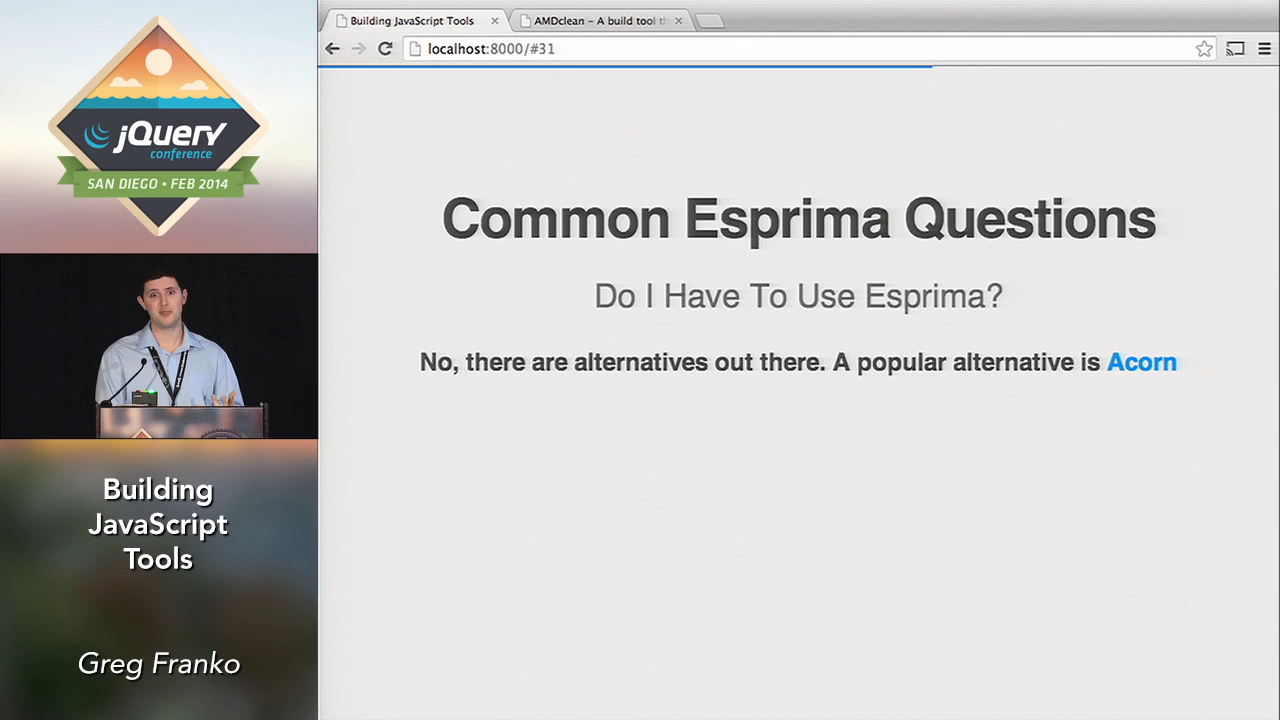 jQuery
conference
SAN DIEGO • FEB 2014
Building
JavaScript
Tools
Greg Franko
Building JavaScript Tools
AMDclean – A build tool th
localhost:8000/#31
Common Esprima Questions
Do I Have To Use Esprima?
No, there are alternatives out there. A popular alternative is Acorn